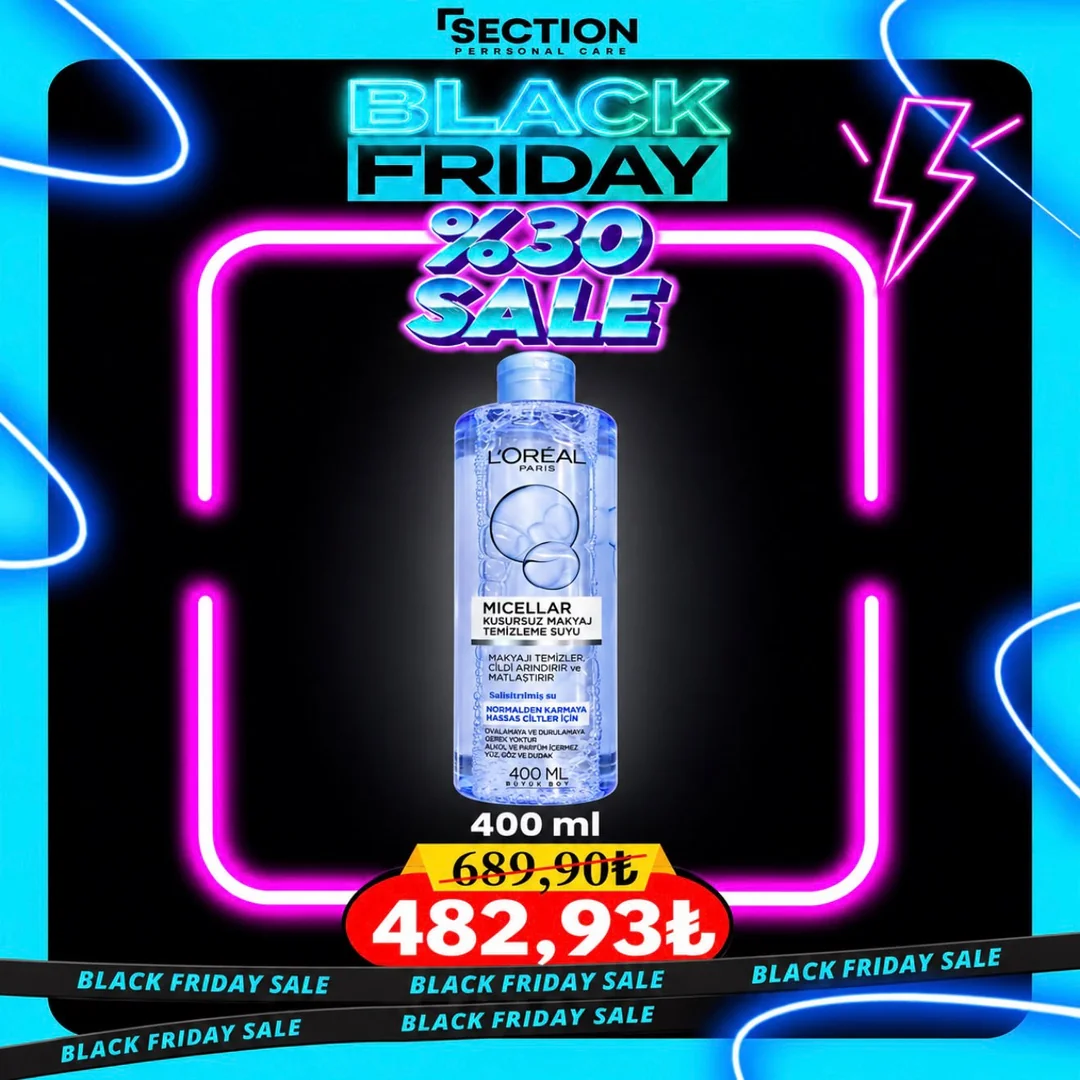 SECTION
PERRSONAL CARE
BLACK
FRIDAY
%30
SALE
L'ORÉAL
PARIS
MICELLAR
KUSURSUZ MAKYAJ
TEMİZLEME SUYU
MAKYAJI TEMİZLER,
CİLDİ ARINDIRIR ve
MATLAŞTIRIR
Salisitrılmiş su
NORMALDEN KARMAYA
HASSAS CİLTLER İÇİN
OVALAMAYA VE DURULAMAYA
GEREK YOKTUR
ALKOL VE PARFÜM İÇERMEZ
YÜZ, GÖZ VE DUDAK
400 ML
BÜYÜK BOY
400 ml
689,90₺
482,93₺
BLACK FRIDAY SALE
BLACK FRIDAY SALE
BLACK FRIDAY SALE
BLACK FRIDAY SALE
BLACK FRIDAY SALE